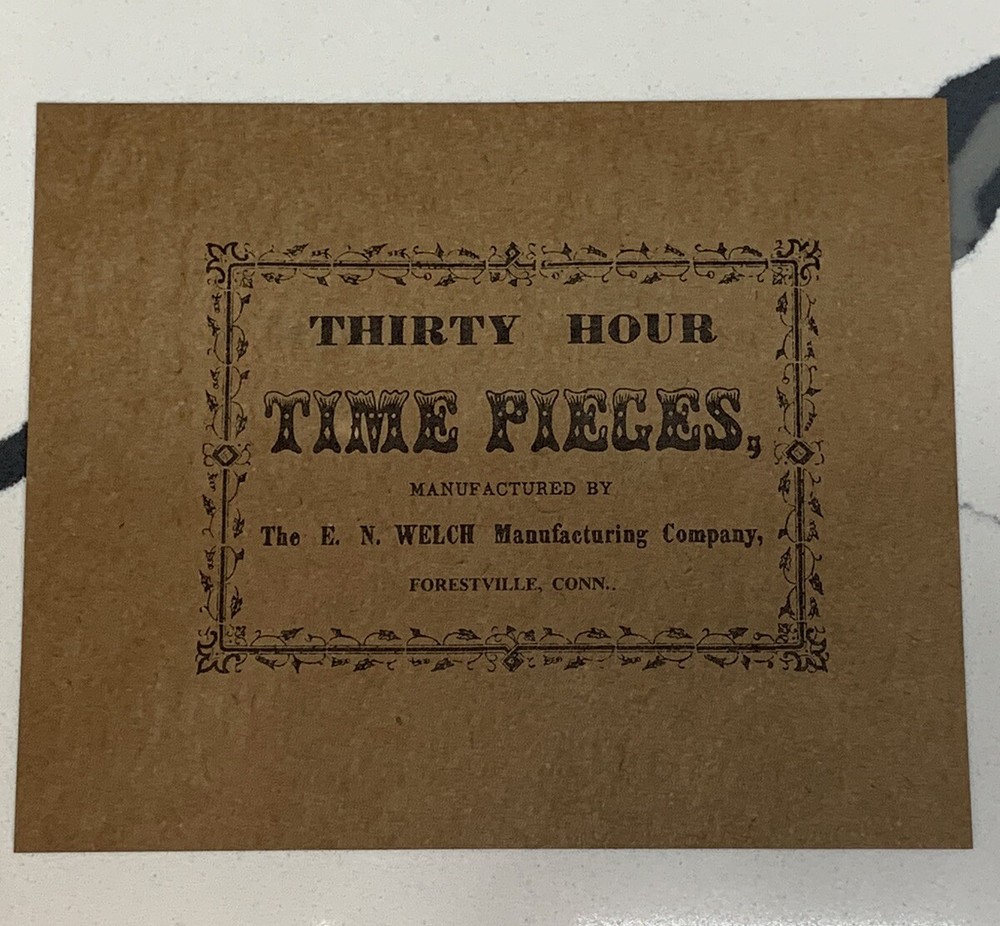 THIRTY HOUR
TIME PIECES,
MANUFACTURED BY
The E. N. WELCH Manufacturing Company,
FORESTVILLE, CONN..